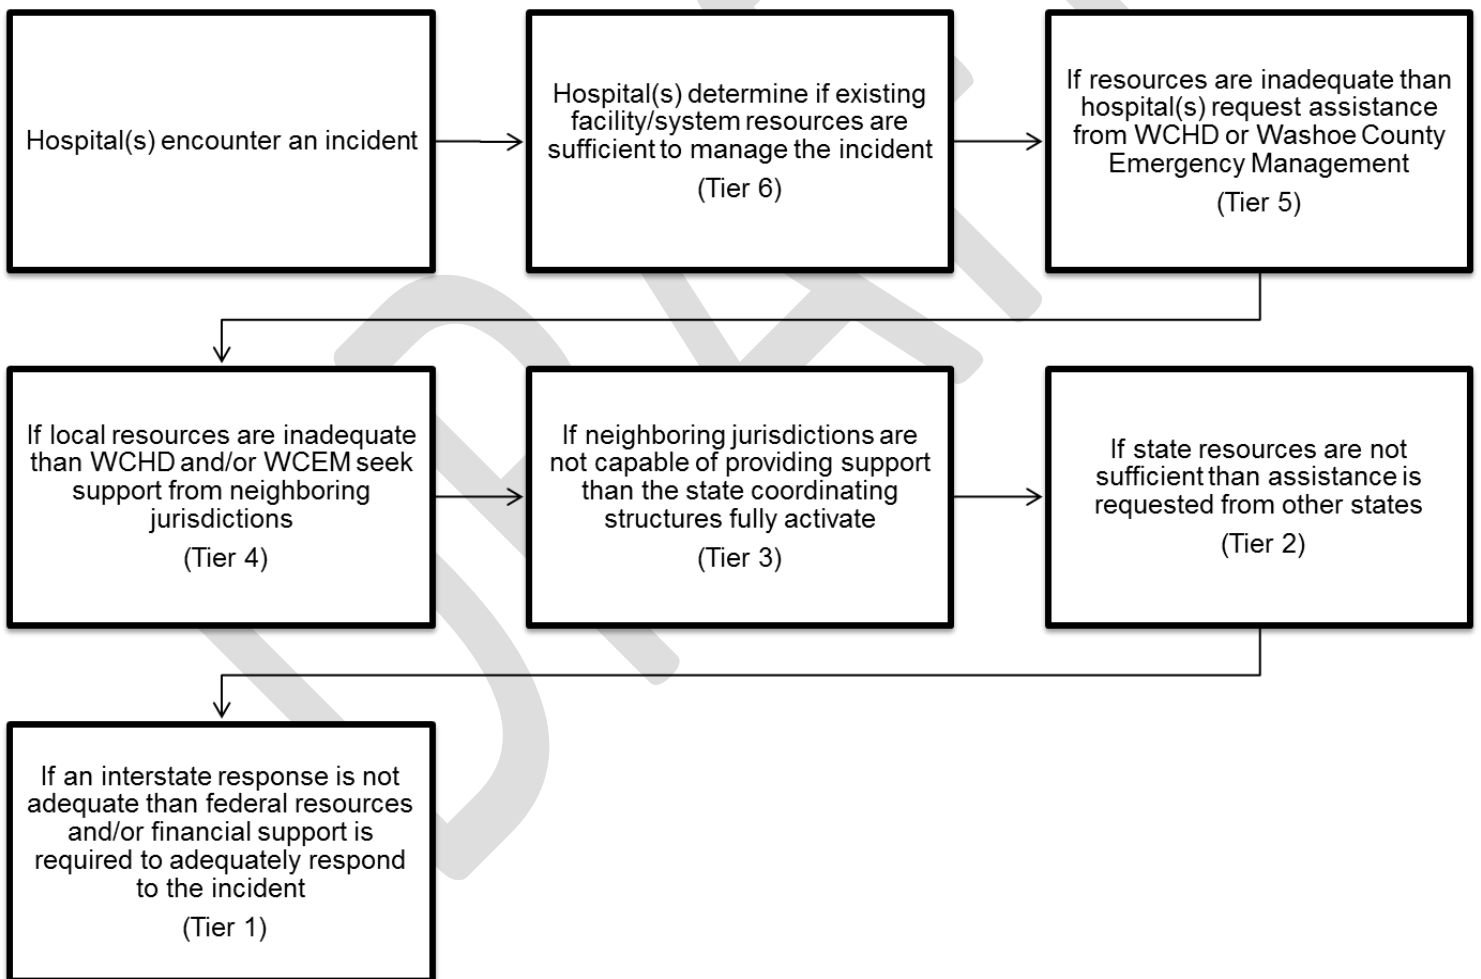 Hospital(s) encounter an incident
Hospital(s) determine if existing
facility/system resources are
sufficient to manage the incident
(Tier 6)
If resources are inadequate than
hospital(s) request assistance
from WCHD or Washoe County
Emergency Management
(Tier 5)
If local resources are inadequate
than WCHD and/or WCEM seek
support from neighboring
jurisdictions
(Tier 4)
If neighboring jurisdictions are
not capable of providing support
than the state coordinating
structures fully activate
(Tier 3)
If state resources are not
sufficient than assistance is
requested from other states
(Tier 2)
If an interstate response is not
adequate than federal resources
and/or financial support is
required to adequately respond
to the incident
(Tier 1)